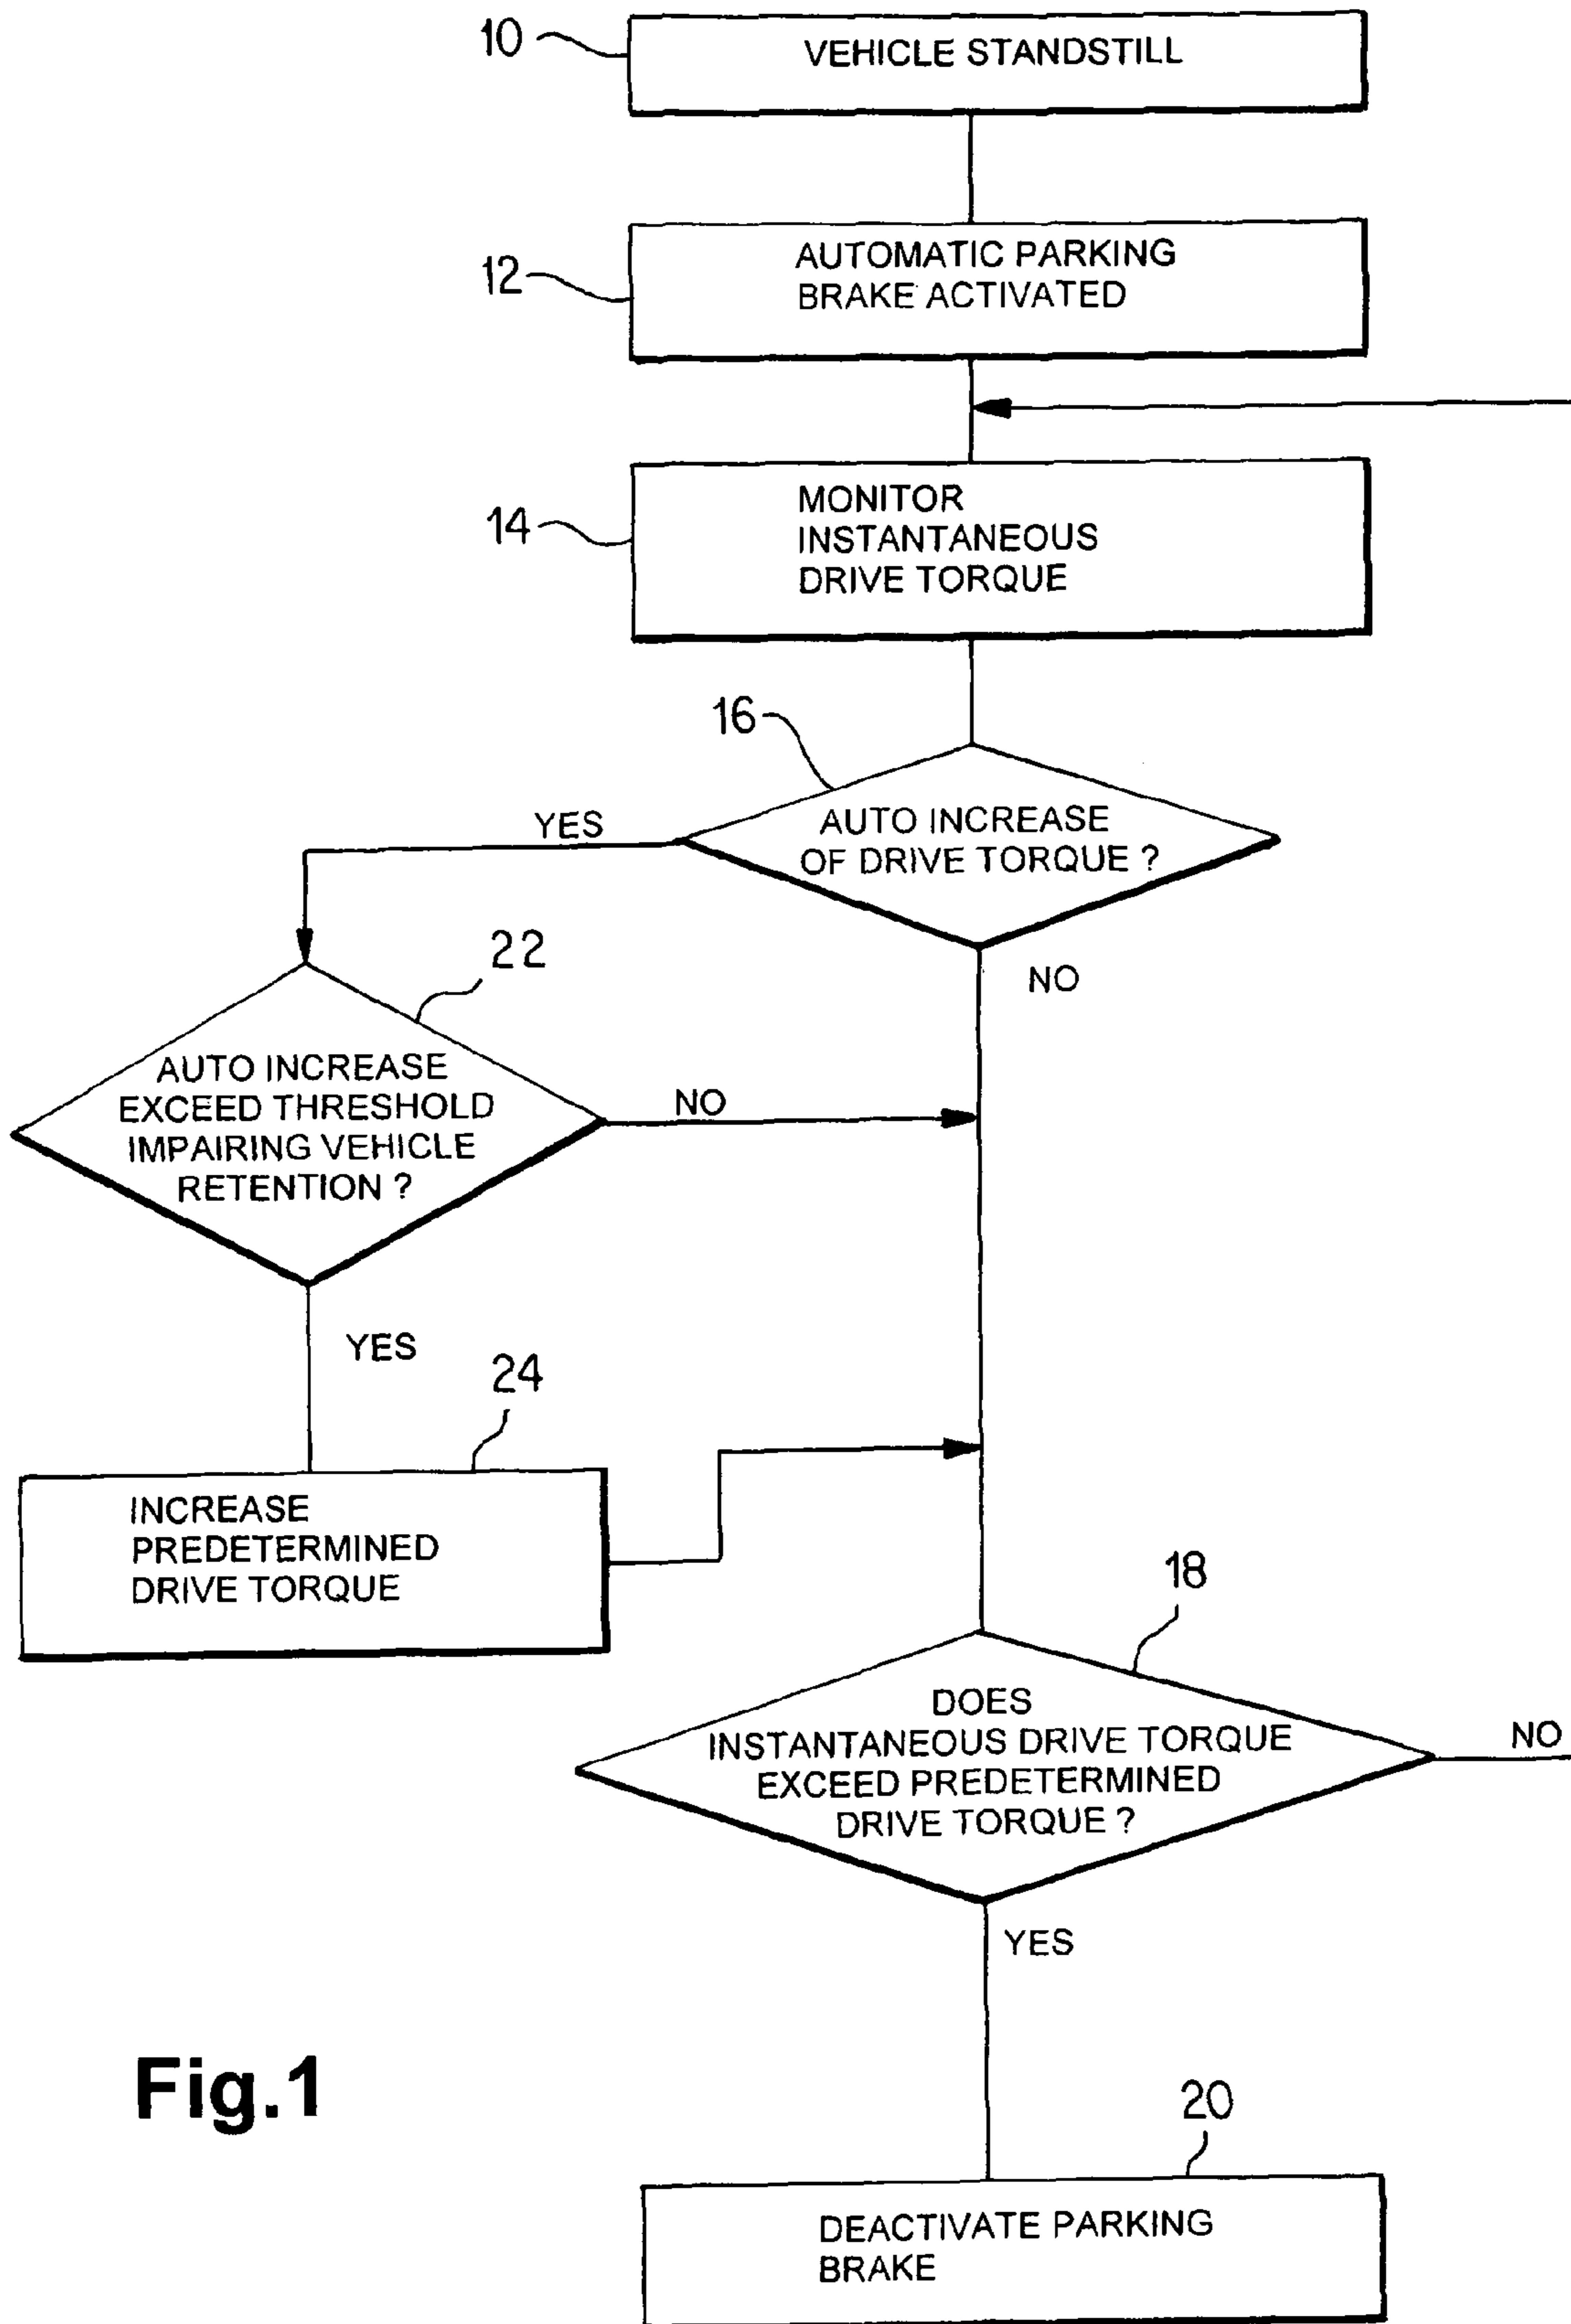 10
VEHICLE STANDSTILL
12
AUTOMATIC PARKING
BRAKE ACTIVATED
14
MONITOR
INSTANTANEOUS
DRIVE TORQUE
16
AUTO INCREASE
OF DRIVE TORQUE ?
YES
NO
22
AUTO INCREASE
EXCEED THRESHOLD
IMPAIRING VEHICLE
RETENTION ?
NO
YES
24
INCREASE
PREDETERMINED
DRIVE TORQUE
18
DOES
INSTANTANEOUS DRIVE TORQUE
EXCEED PREDETERMINED
DRIVE TORQUE ?
NO
YES
Fig.1
20
DEACTIVATE PARKING
BRAKE